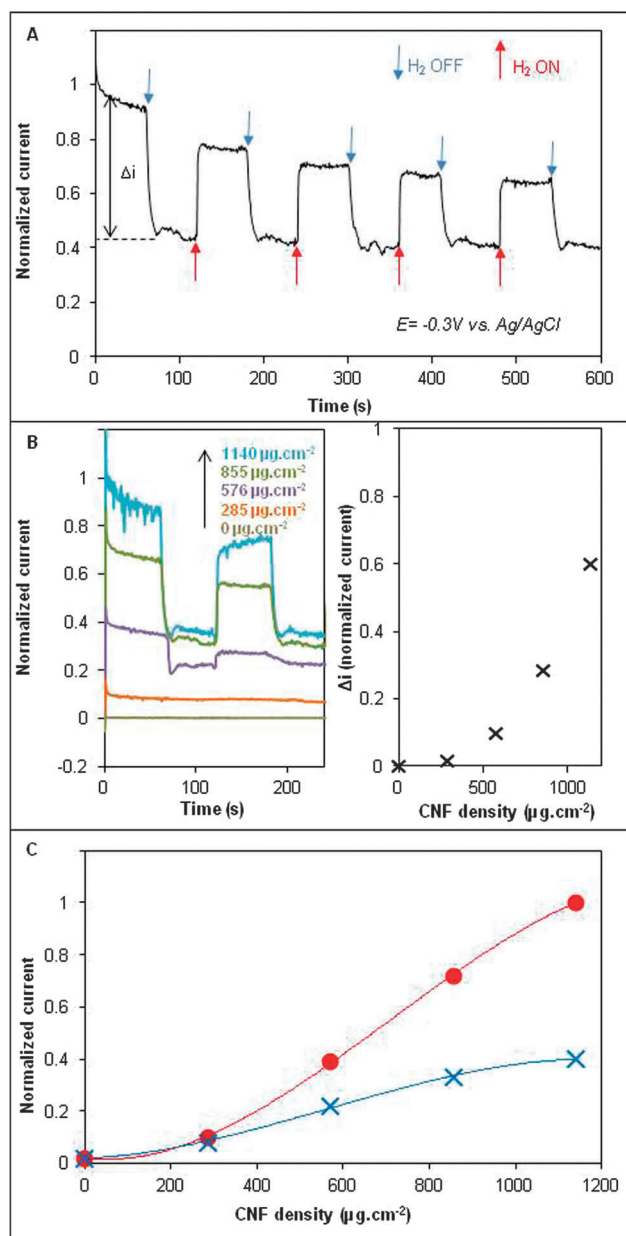 A
H₂ OFF
H₂ ON
Normalized current
1
0.8
0.6
0.4
0.2
0
Δi
E= -0.3V vs. Ag/AgCl
0 100 200 300 400 500 600
Time (s)
B
1140 µg.cm⁻²
855 µg.cm⁻²
576 µg.cm⁻²
285 µg.cm⁻²
0 µg.cm⁻²
Normalized current
1
0.8
0.6
0.4
0.2
0
-0.2
0 100 200
Time (s)
Δi (normalized current)
1
0.8
0.6
0.4
0.2
0
0 500 1000
CNF density (µg.cm⁻²)
C
Normalized current
1
0.8
0.6
0.4
0.2
0
0 200 400 600 800 1000 1200
CNF density (µg.cm⁻²)